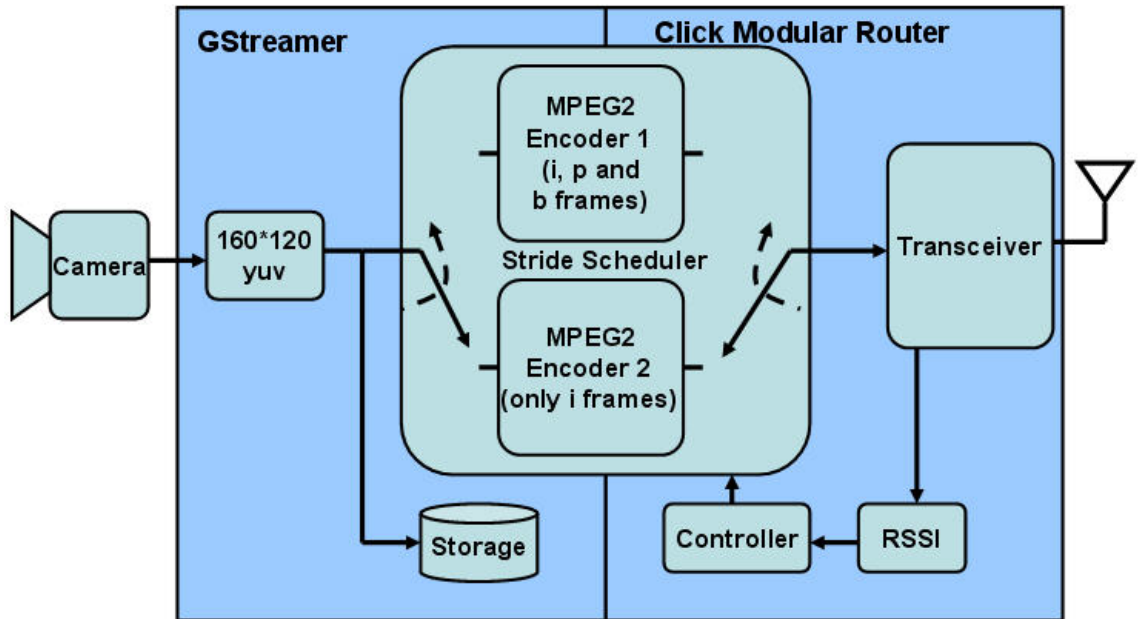 GStreamer
Click Modular Router
MPEG2
Encoder 1
(i, p and
b frames)
Camera
160*120
yuv
Stride Scheduler
Transceiver
MPEG2
Encoder 2
(only i frames)
Storage
Controller
RSSI